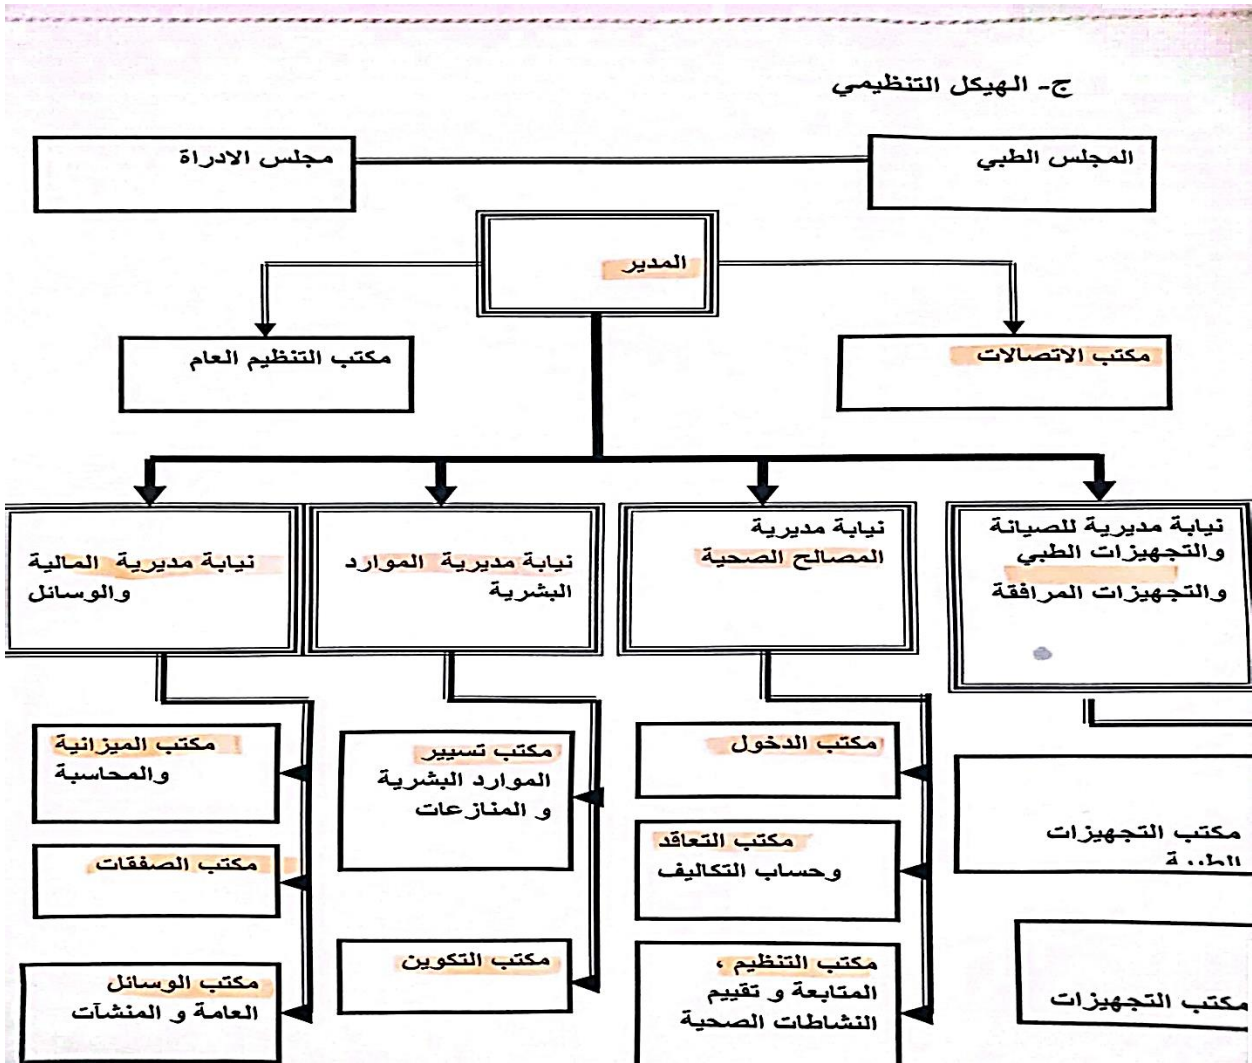 ج- الهيكل التنظيمي
المجلس الطبي
مجلس الادراة
المدير
مكتب الاتصالات
مكتب التنظيم العام
نيابة مديرية للصيانة
والتجهيزات الطبي
والتجهيزات المرافقة
نيابة مديرية
المصالح الصحية
نيابة مديرية الموارد
البشرية
نيابة مديرية المالية
والوسائل
مكتب التجهيزات
مكتب التجهيزات
مكتب الدخول
مكتب التعاقد
وحساب التكاليف
مكتب التنظيم ،
المتابعة و تقييم
النشاطات الصحية
مكتب تسيير
الموارد البشرية
و المنازعات
مكتب التكوين
مكتب الميزانية
والمحاسبة
مكتب الصفقات
مكتب الوسائل
العامة و المنشآت